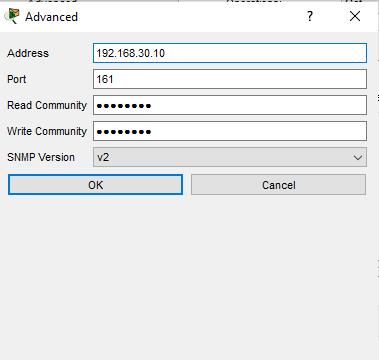 Advanced
Address 192.168.30.10
Port 161
Read Community ●●●●●●●●
Write Community ●●●●●●●●
SNMP Version v2
OK Cancel